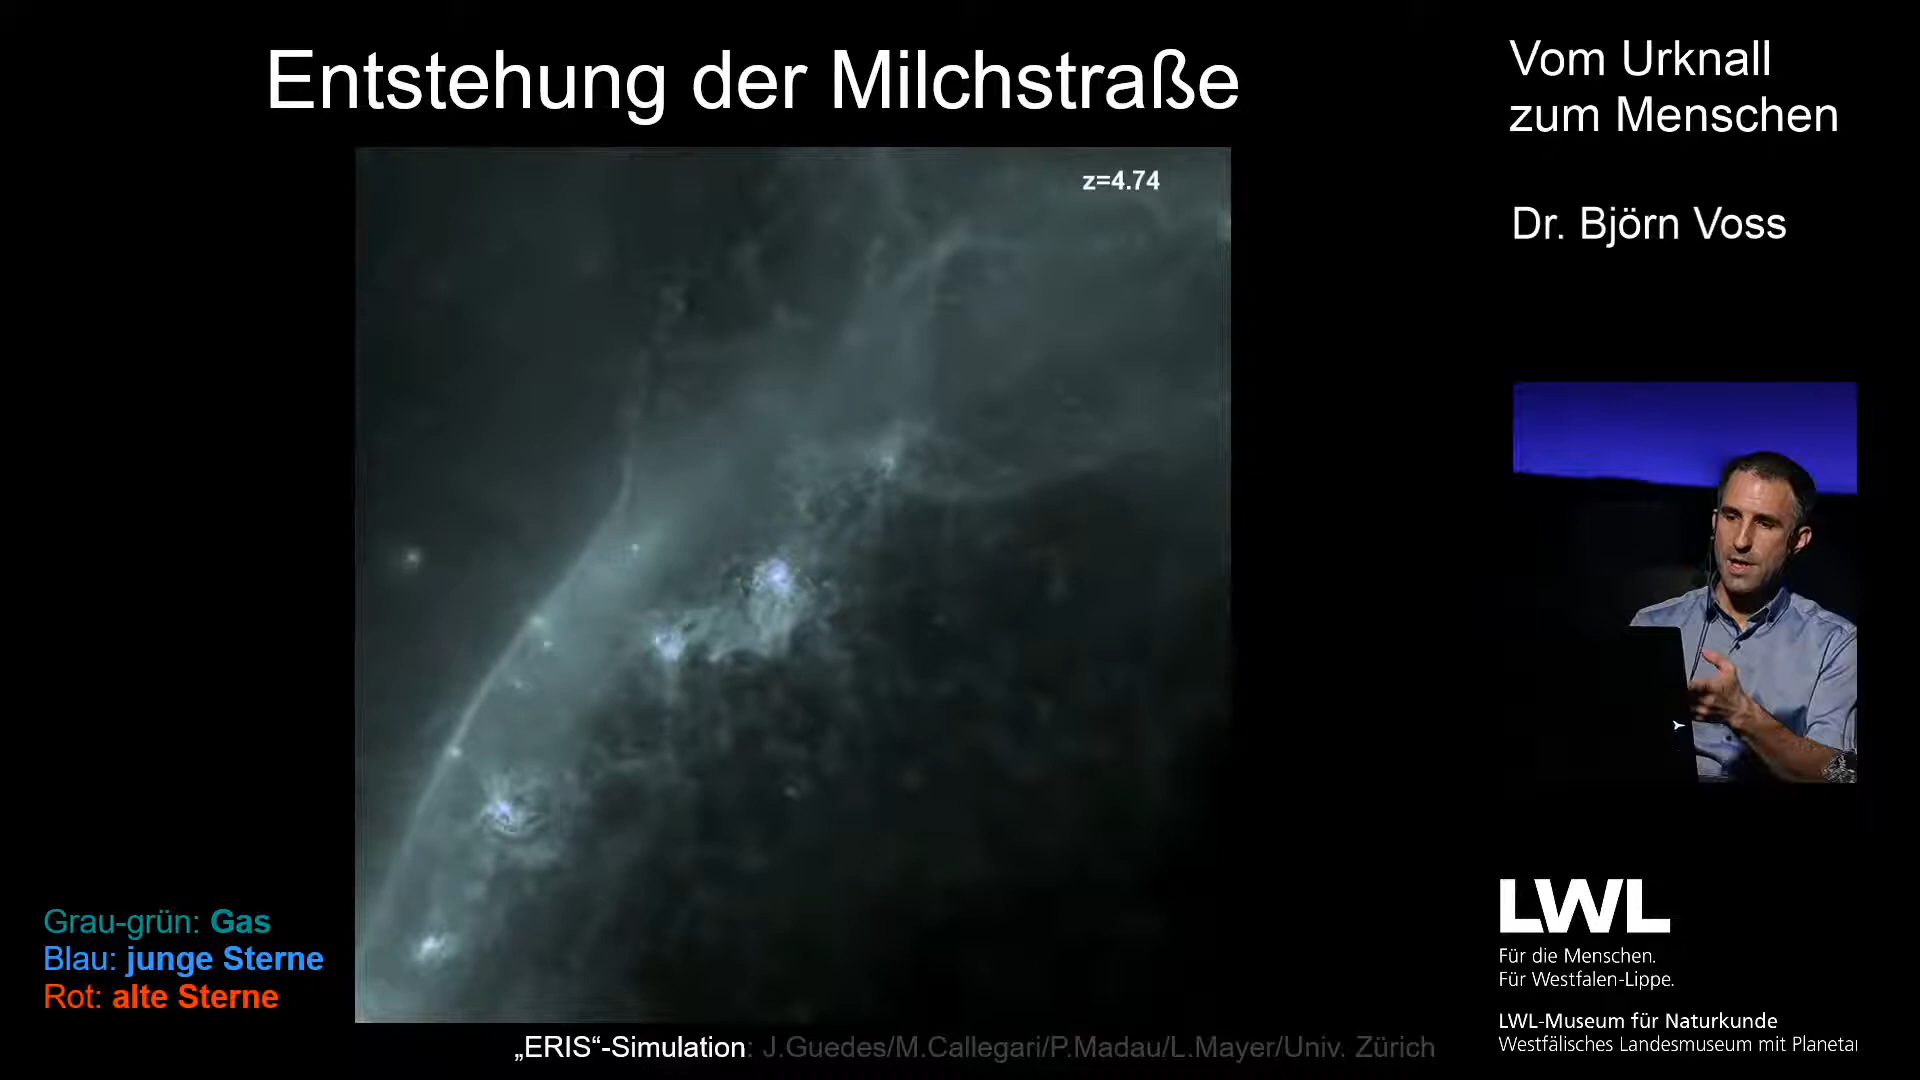 Entstehung der Milchstraße
z=4.74
Grau-grün: Gas
Blau: junge Sterne
Rot: alte Sterne
„ERIS“-Simulation: J.Guedes/M.Callegari/P.Madau/L.Mayer/Univ. Zürich
Vom Urknall
zum Menschen
Dr. Björn Voss
LWL
Für die Menschen.
Für Westfalen-Lippe.
LWL-Museum für Naturkunde
Westfälisches Landesmuseum mit Planeta